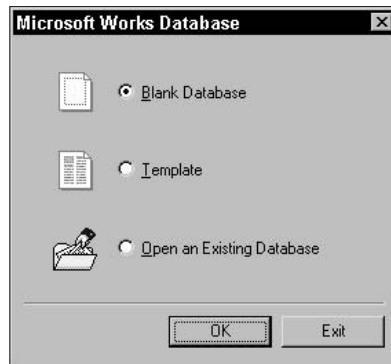 Microsoft Works Database
Blank Database
Template
Open an Existing Database
OK Exit